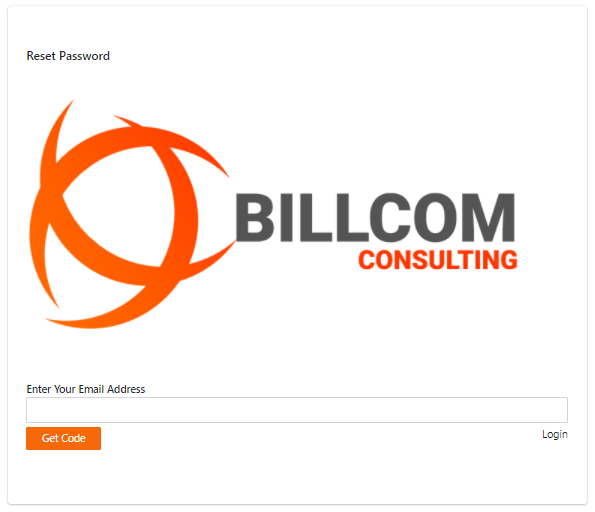 Reset Password
BILLCOM
CONSULTING
Enter Your Email Address
Get Code
Login